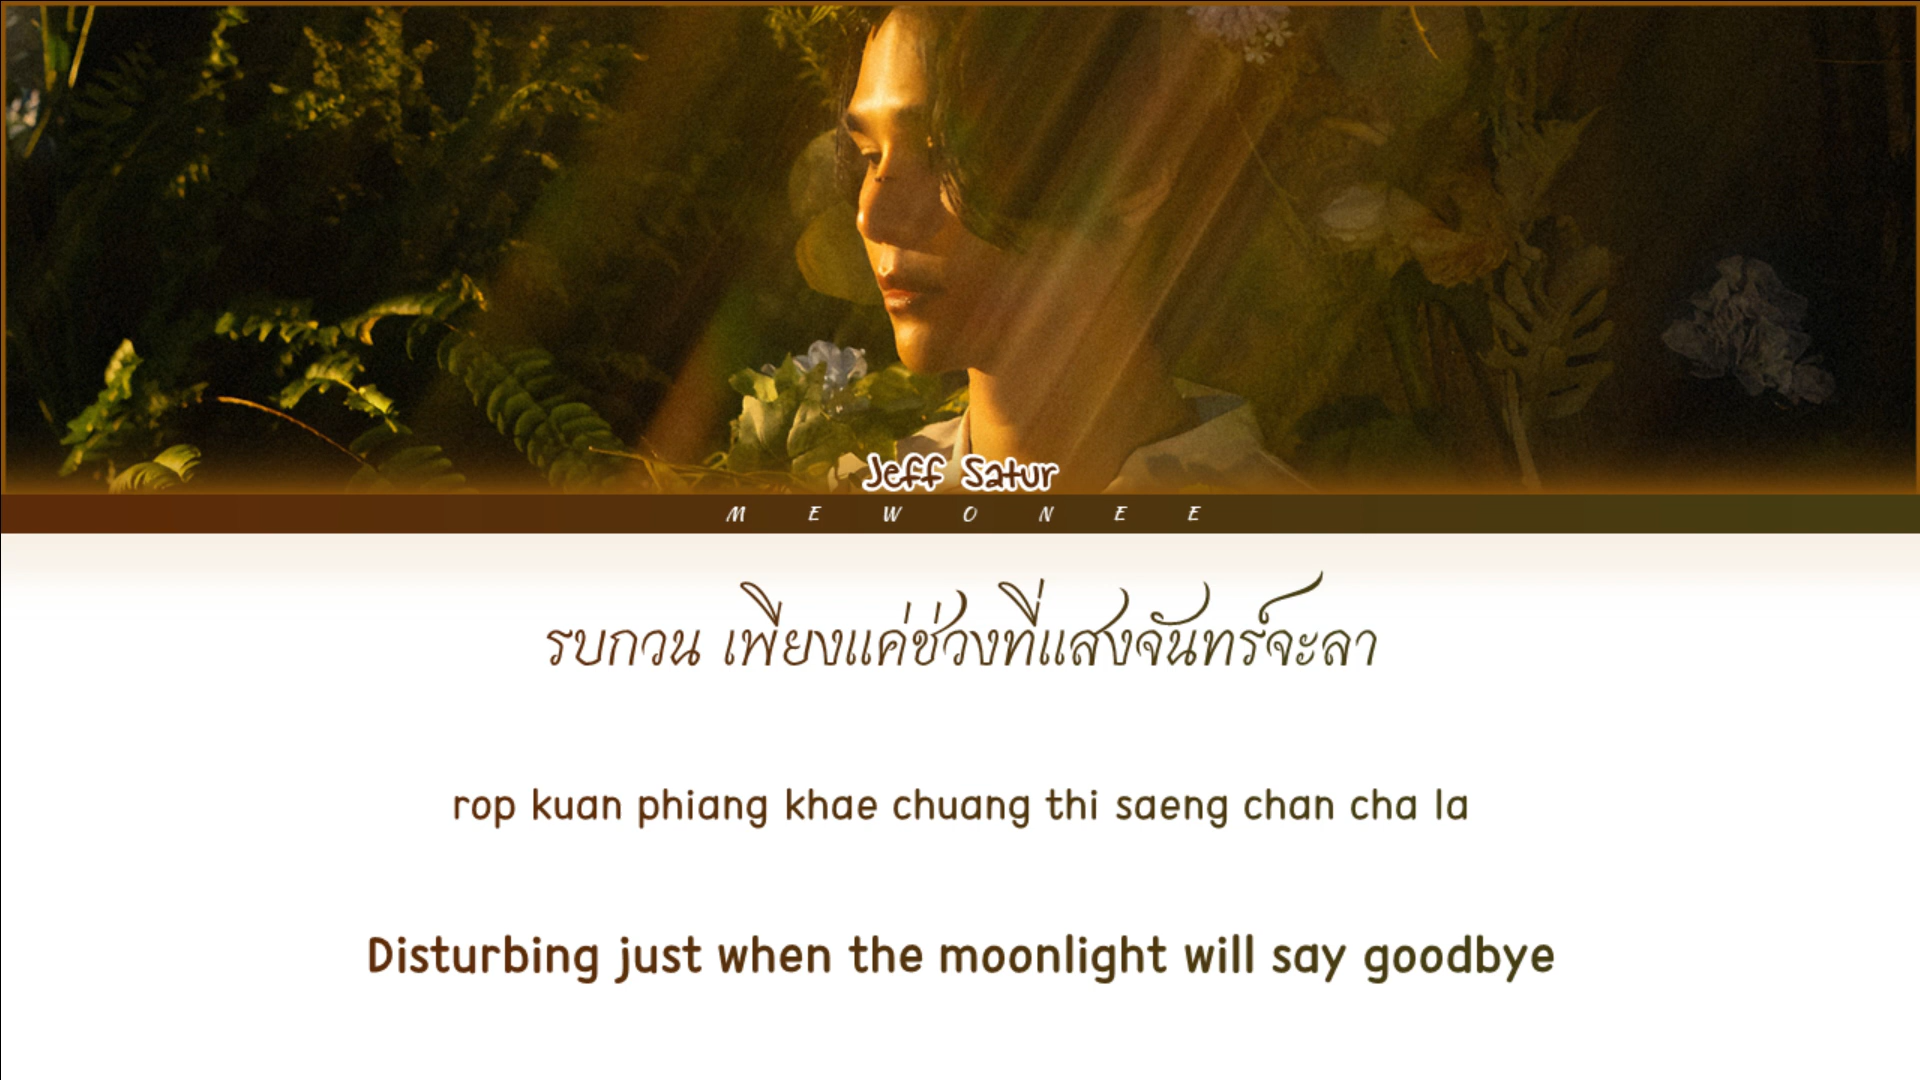 Jeff Satur
MEWONEE
รบกวน เพียงแค่ช่วงที่แสงจันทร์จะลา
rop kuan phiang khae chuang thi saeng chan cha la
Disturbing just when the moonlight will say goodbye